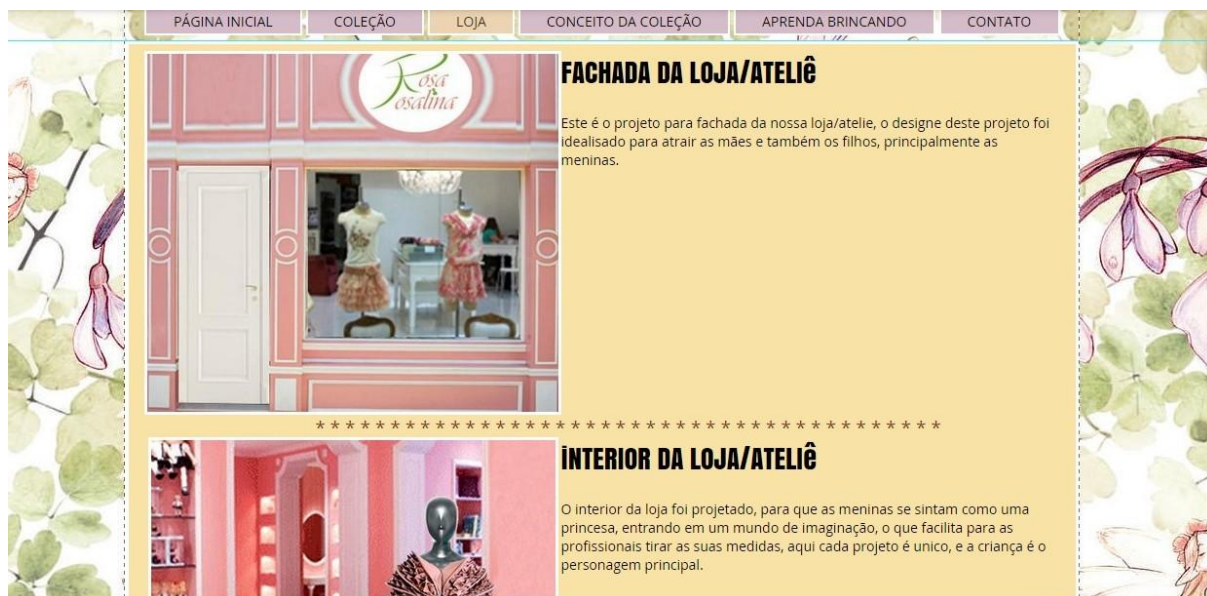 PÁGINA INICIAL COLEÇÃO LOJA CONCEITO DA COLEÇÃO APRENDA BRINCANDO CONTATO
Rosa
Rosalina
FACHADA DA LOJA/ATELIÊ
Este é o projeto para fachada da nossa loja/atelie, o designe deste projeto foi
idealisado para atrair as mães e também os filhos, principalmente as
meninas.
* * * * * * * * * * * * * * * * * * * * * * * * * * * * * * * * * * * * * * * * * *
INTERIOR DA LOJA/ATELIÊ
O interior da loja foi projetado, para que as meninas se sintam como uma
princesa, entrando em um mundo de imaginação, o que facilita para as
profissionais tirar as suas medidas, aqui cada projeto é unico, e a criança é o
personagem principal.